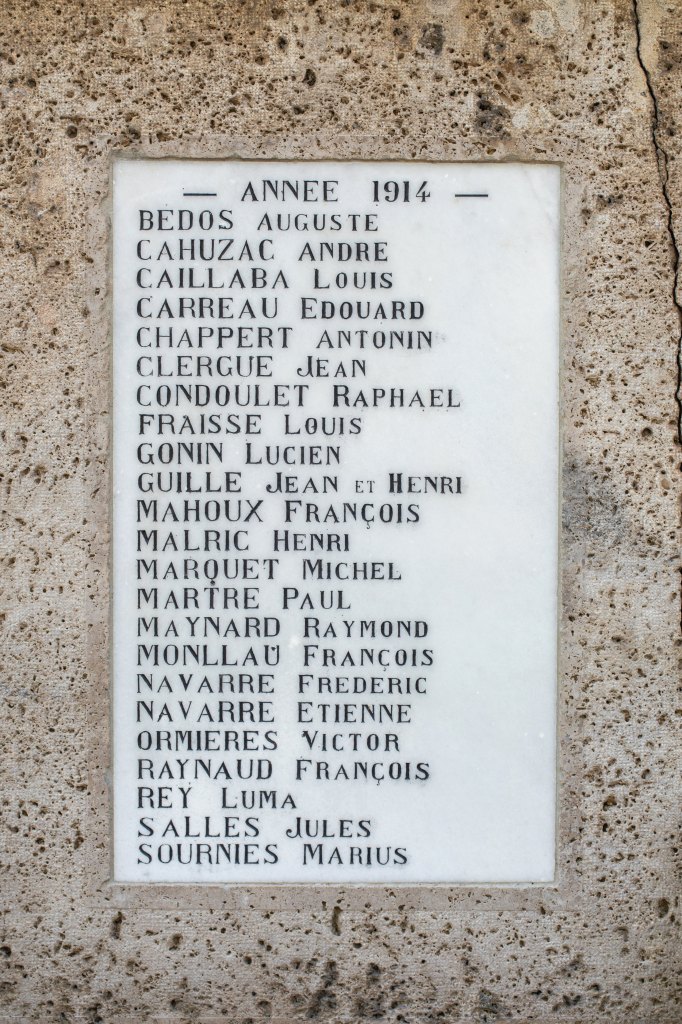 — ANNEE 1914 —
BEDOS AUGUSTE
CAHUZAC ANDRE
CAILLABA LOUIS
CARREAU EDOUARD
CHAPPERT ANTONIN
CLERGUE JEAN
CONDOULET RAPHAEL
FRAISSE LOUIS
GONIN LUCIEN
GUILLE JEAN ET HENRI
MAHOUX FRANÇOIS
MALRIC HENRI
MARQUET MICHEL
MARTRE PAUL
MAYNARD RAYMOND
MONLLAÜ FRANÇOIS
NAVARRE FREDERIC
NAVARRE ETIENNE
ORMIERES VICTOR
RAYNAUD FRANÇOIS
REY LUMA
SALLES JULES
SOURNIES MARIUS